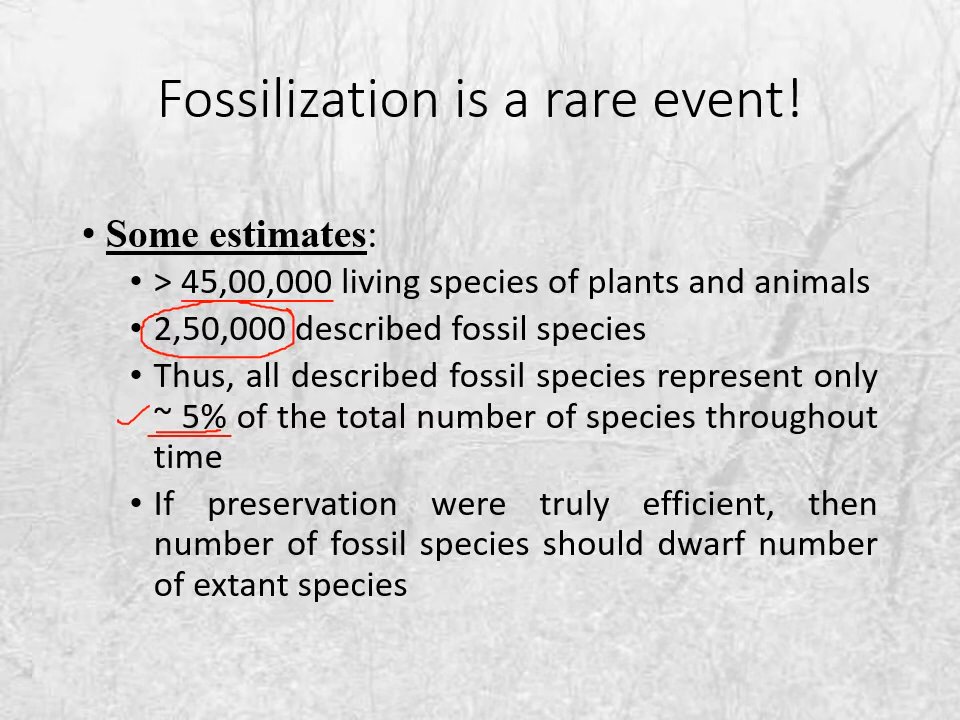 Fossilization is a rare event!
• Some estimates:
• > 45,00,000 living species of plants and animals
• 2,50,000 described fossil species
• Thus, all described fossil species represent only
~ 5% of the total number of species throughout
time
• If preservation were truly efficient, then
number of fossil species should dwarf number
of extant species